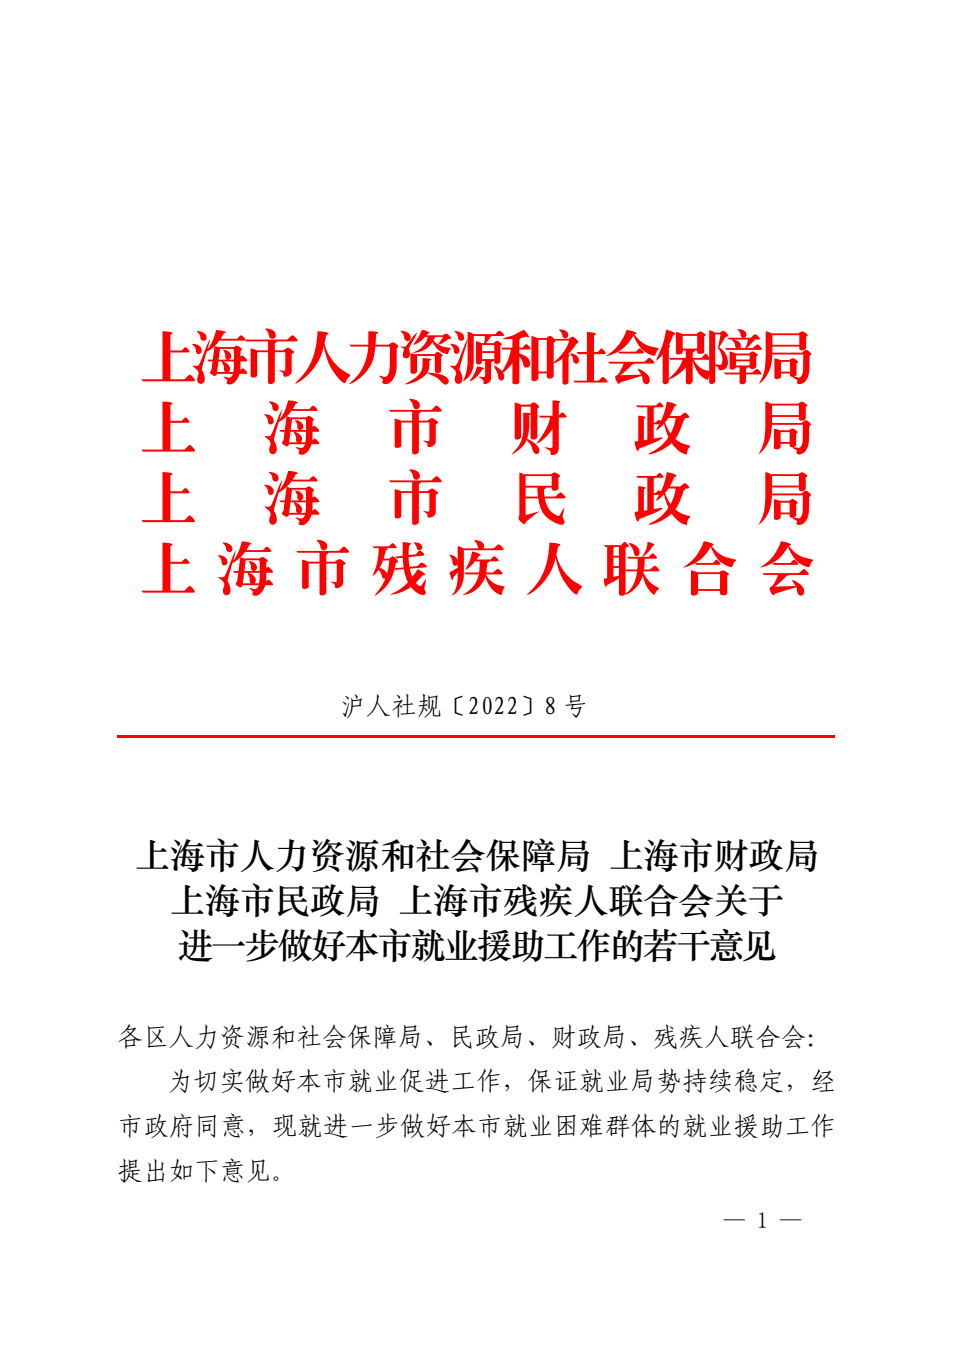 上海市人力资源和社会保障局
上海市财政局
上海市民政局
上海市残疾人联合会
沪人社规〔2022〕8 号
上海市人力资源和社会保障局 上海市财政局
上海市民政局 上海市残疾人联合会关于
进一步做好本市就业援助工作的若干意见
各区人力资源和社会保障局、民政局、财政局、残疾人联合会：
为切实做好本市就业促进工作，保证就业局势持续稳定，经
市政府同意，现就进一步做好本市就业困难群体的就业援助工作
提出如下意见。
— 1 —